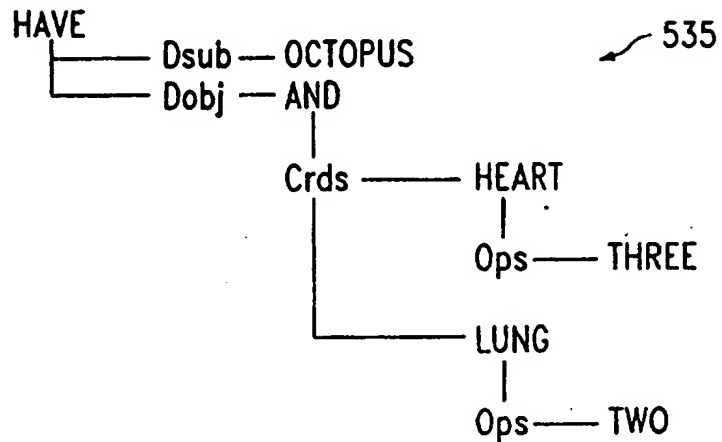 HAVE
535
Dsub OCTOPUS
Dobj AND
Crds HEART
Ops THREE
LUNG
Ops TWO